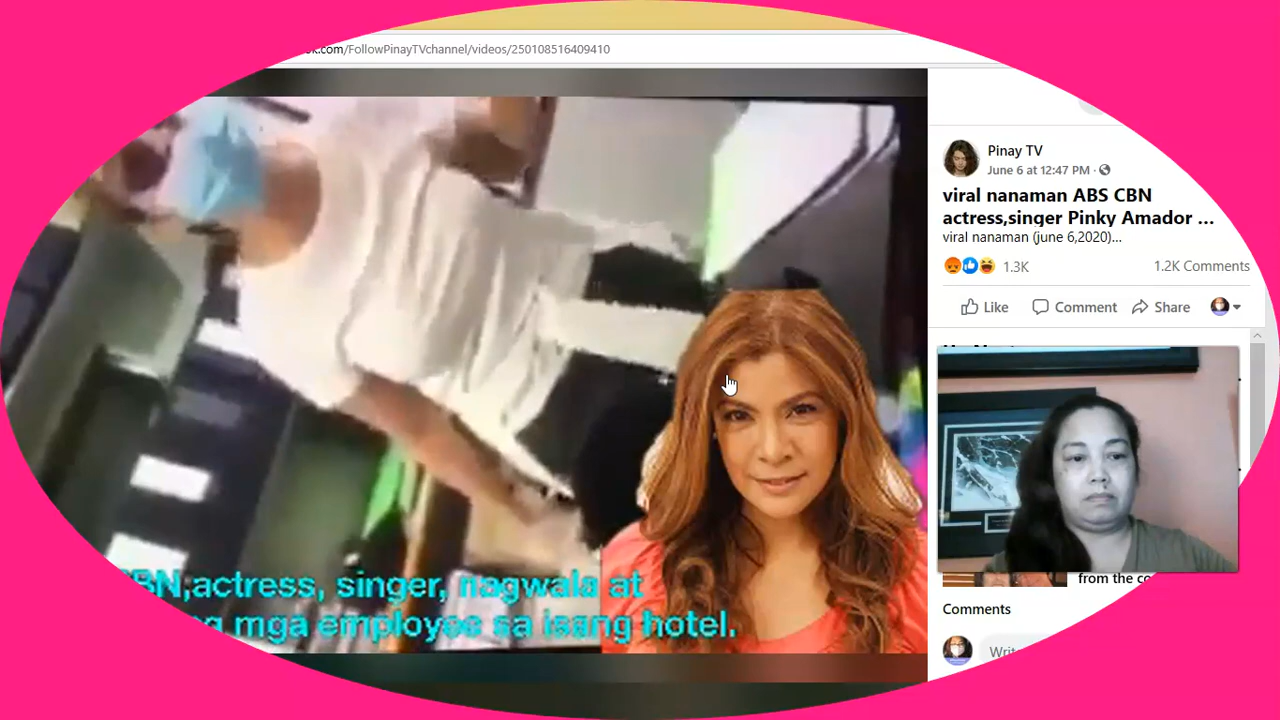 k.com/FollowPinayTVchannel/videos/250108516409410
Pinay TV
June 6 at 12:47 PM ·
viral nanaman ABS CBN
actress,singer Pinky Amador ...
viral nanaman (june 6,2020)...
1.3K
1.2K Comments
Like
Comment
Share
BN,actress, singer, nagwala at
mga employee sa isang hotel.
from the co
Comments
Writ